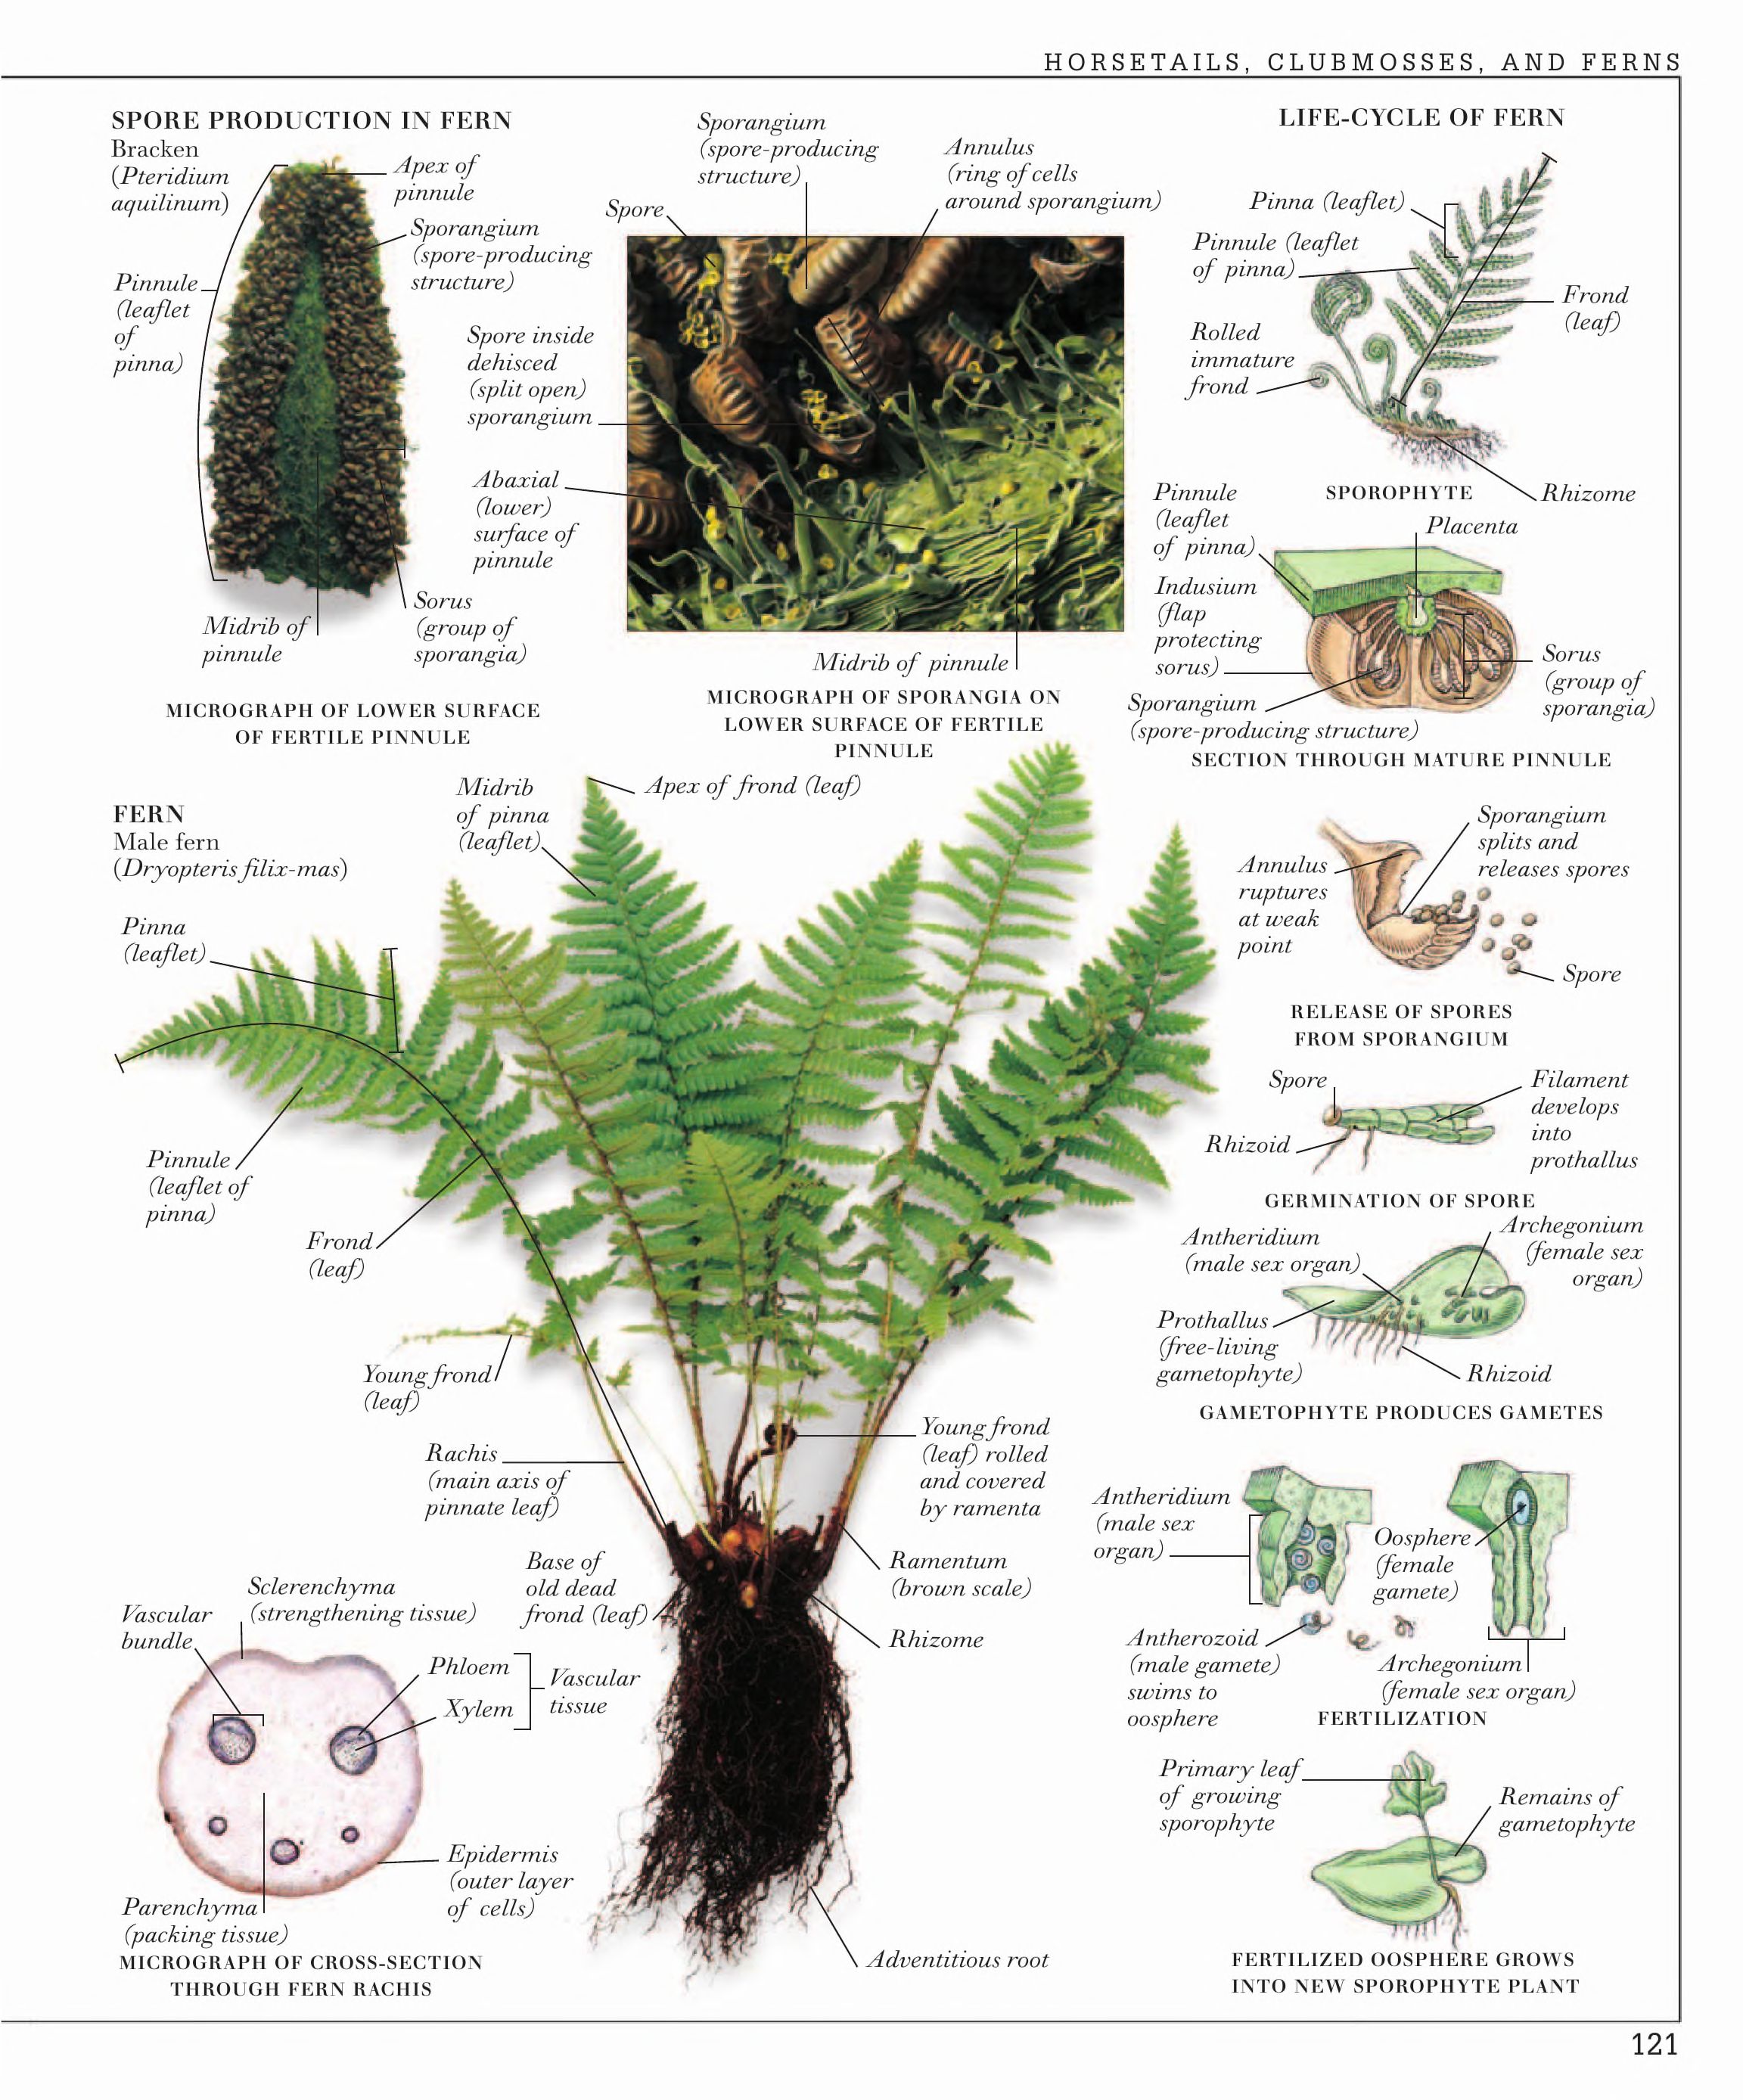 HORSETAILS, CLUBMOSSES, AND FERNS
SPORE PRODUCTION IN FERN
Bracken
(Pteridium
aquilinum)
Apex of
pinnule
Sporangium
(spore-producing
structure)
Pinnule
(leaflet
of
pinna)
Midrib of
pinnule
Sorus
(group of
sporangia)
MICROGRAPH OF LOWER SURFACE
OF FERTILE PINNULE
Sporangium
(spore-producing
structure)
Annulus
(ring of cells
around sporangium)
Spore
Spore inside
dehisced
(split open)
sporangium
Abaxial
(lower)
surface of
pinnule
Midrib of pinnule
MICROGRAPH OF SPORANGIA ON
LOWER SURFACE OF FERTILE
PINNULE
LIFE-CYCLE OF FERN
Pinna (leaflet)
Pinnule (leaflet
of pinna)
Frond
(leaf)
Rolled
immature
frond
Rhizome
SPOROPHYTE
Pinnule
(leaflet
of pinna)
Placenta
Indusium
(flap
protecting
sorus)
Sorus
(group of
sporangia)
Sporangium
(spore-producing structure)
SECTION THROUGH MATURE PINNULE
Sporangium
splits and
releases spores
Annulus
ruptures
at weak
point
Spore
RELEASE OF SPORES
FROM SPORANGIUM
Spore
Filament
develops
into
prothallus
Rhizoid
GERMINATION OF SPORE
Antheridium
(male sex organ)
Archegonium
(female sex
organ)
Prothallus
(free-living
gametophyte)
Rhizoid
GAMETOPHYTE PRODUCES GAMETES
Antheridium
(male sex
organ)
Oosphere
(female
gamete)
Antherozoid
(male gamete)
swims to
oosphere
Archegonium
(female sex organ)
FERTILIZATION
Primary leaf
of growing
sporophyte
Remains of
gametophyte
FERTILIZED OOSPHERE GROWS
INTO NEW SPOROPHYTE PLANT
FERN
Male fern
(Dryopteris filix-mas)
Midrib
of pinna
(leaflet)
Apex of frond (leaf)
Pinna
(leaflet)
Pinnule
(leaflet of
pinna)
Frond
(leaf)
Young frond
(leaf)
Rachis
(main axis of
pinnate leaf)
Young frond
(leaf) rolled
and covered
by ramenta
Base of
old dead
frond (leaf)
Ramentum
(brown scale)
Rhizome
Adventitious root
Sclerenchyma
(strengthening tissue)
Vascular
bundle
Phloem
Xylem
Vascular
tissue
Epidermis
(outer layer
of cells)
Parenchyma
(packing tissue)
MICROGRAPH OF CROSS-SECTION
THROUGH FERN RACHIS
121